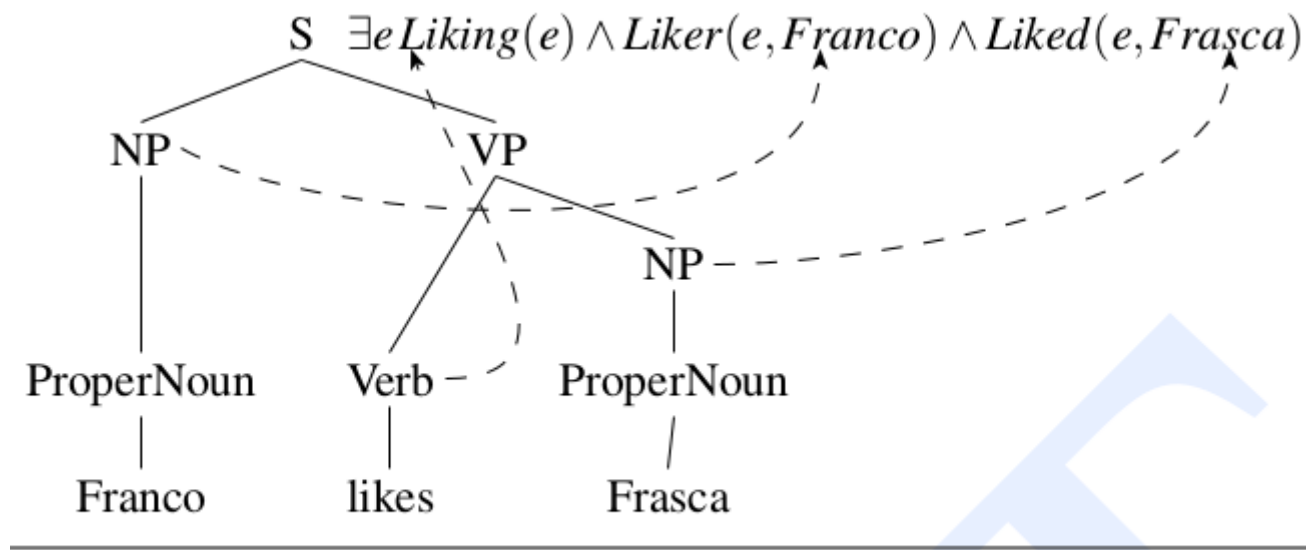 S ∃e Liking(e) ∧ Liker(e, Franco) ∧ Liked(e, Frasca)
NP VP
NP
ProperNoun Verb ProperNoun
Franco likes Frasca